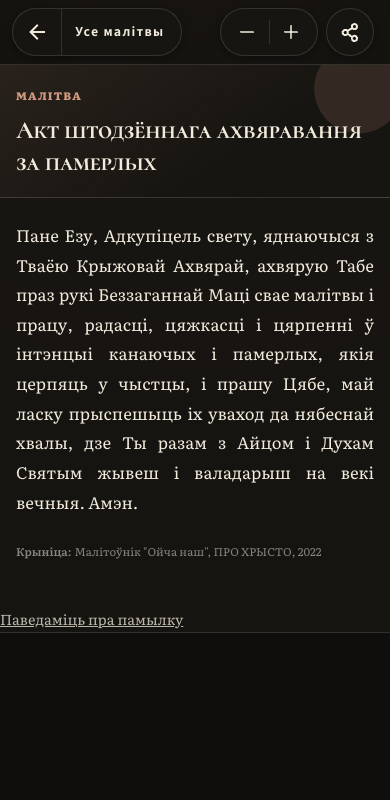 Усе малітвы
МАЛІТВА
Акт штодзённага ахвяравання
за памерлых
Пане Езу, Адкупіцель свету, яднаючыся з
Тваёю Крыжовай Ахвярай, ахвярую Табе
праз рукі Беззаганнай Маці свае малітвы і
працу, радасці, цяжкасці і цярпенні ў
інтэнцыі канаючых і памерлых, якія
церпяць у чыстцы, і прашу Цябе, май
ласку прыспешыць іх уваход да нябеснай
хвалы, дзе Ты разам з Айцом і Духам
Святым жывеш і валадарыш на векі
вечныя. Амэн.
Крыніца: Малітоўнік "Ойча наш", ПРО ХРЫСТО, 2022
Паведаміць пра памылку